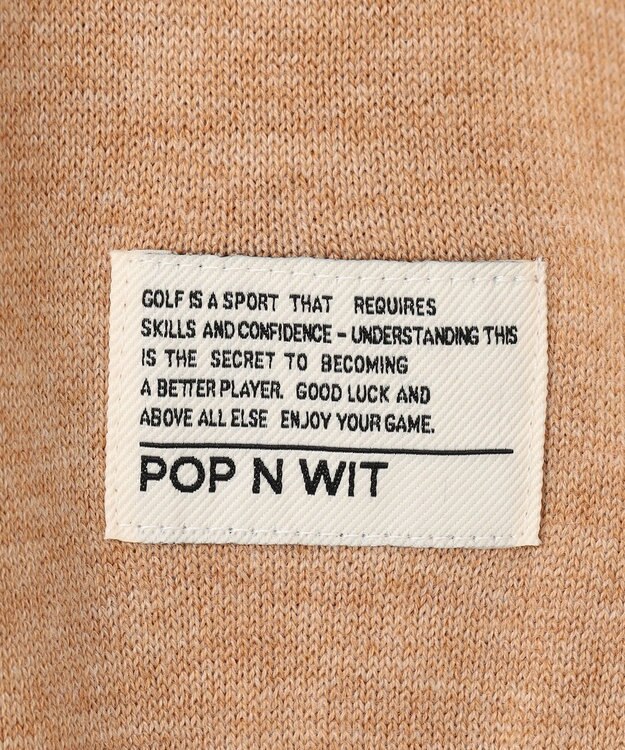 GOLF IS A SPORT THAT REQUIRES
SKILLS AND CONFIDENCE - UNDERSTANDING THIS
IS THE SECRET TO BECOMING
A BETTER PLAYER. GOOD LUCK AND
ABOVE ALL ELSE ENJOY YOUR GAME.
POP N WIT